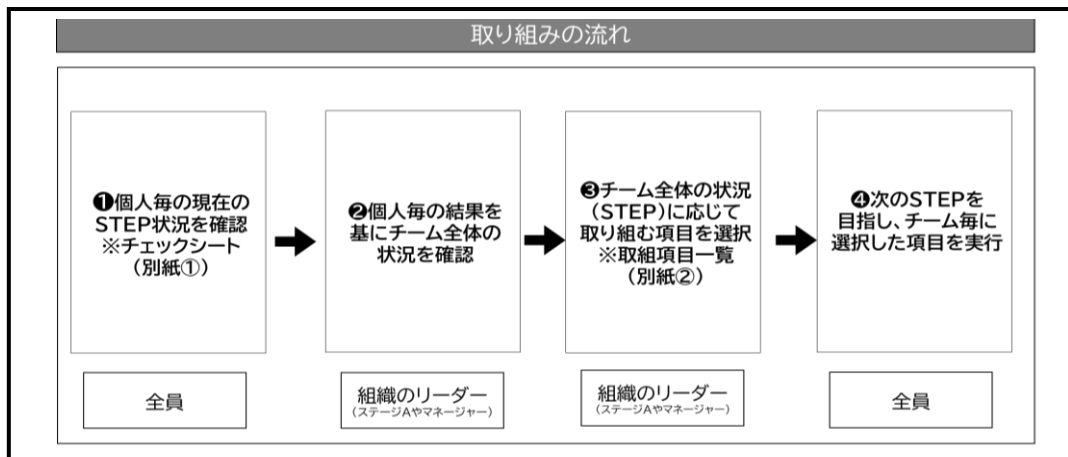 取り組みの流れ
❶個人毎の現在の
STEP状況を確認
※チェックシート
(別紙①)
❷個人毎の結果を
基にチーム全体の
状況を確認
❸チーム全体の状況
(STEP)に応じて
取り組む項目を選択
※取組項目一覧
(別紙②)
❹次のSTEPを
目指し、チーム毎に
選択した項目を実行
全員
組織のリーダー
(ステージAやマネージャー)
組織のリーダー
(ステージAやマネージャー)
全員